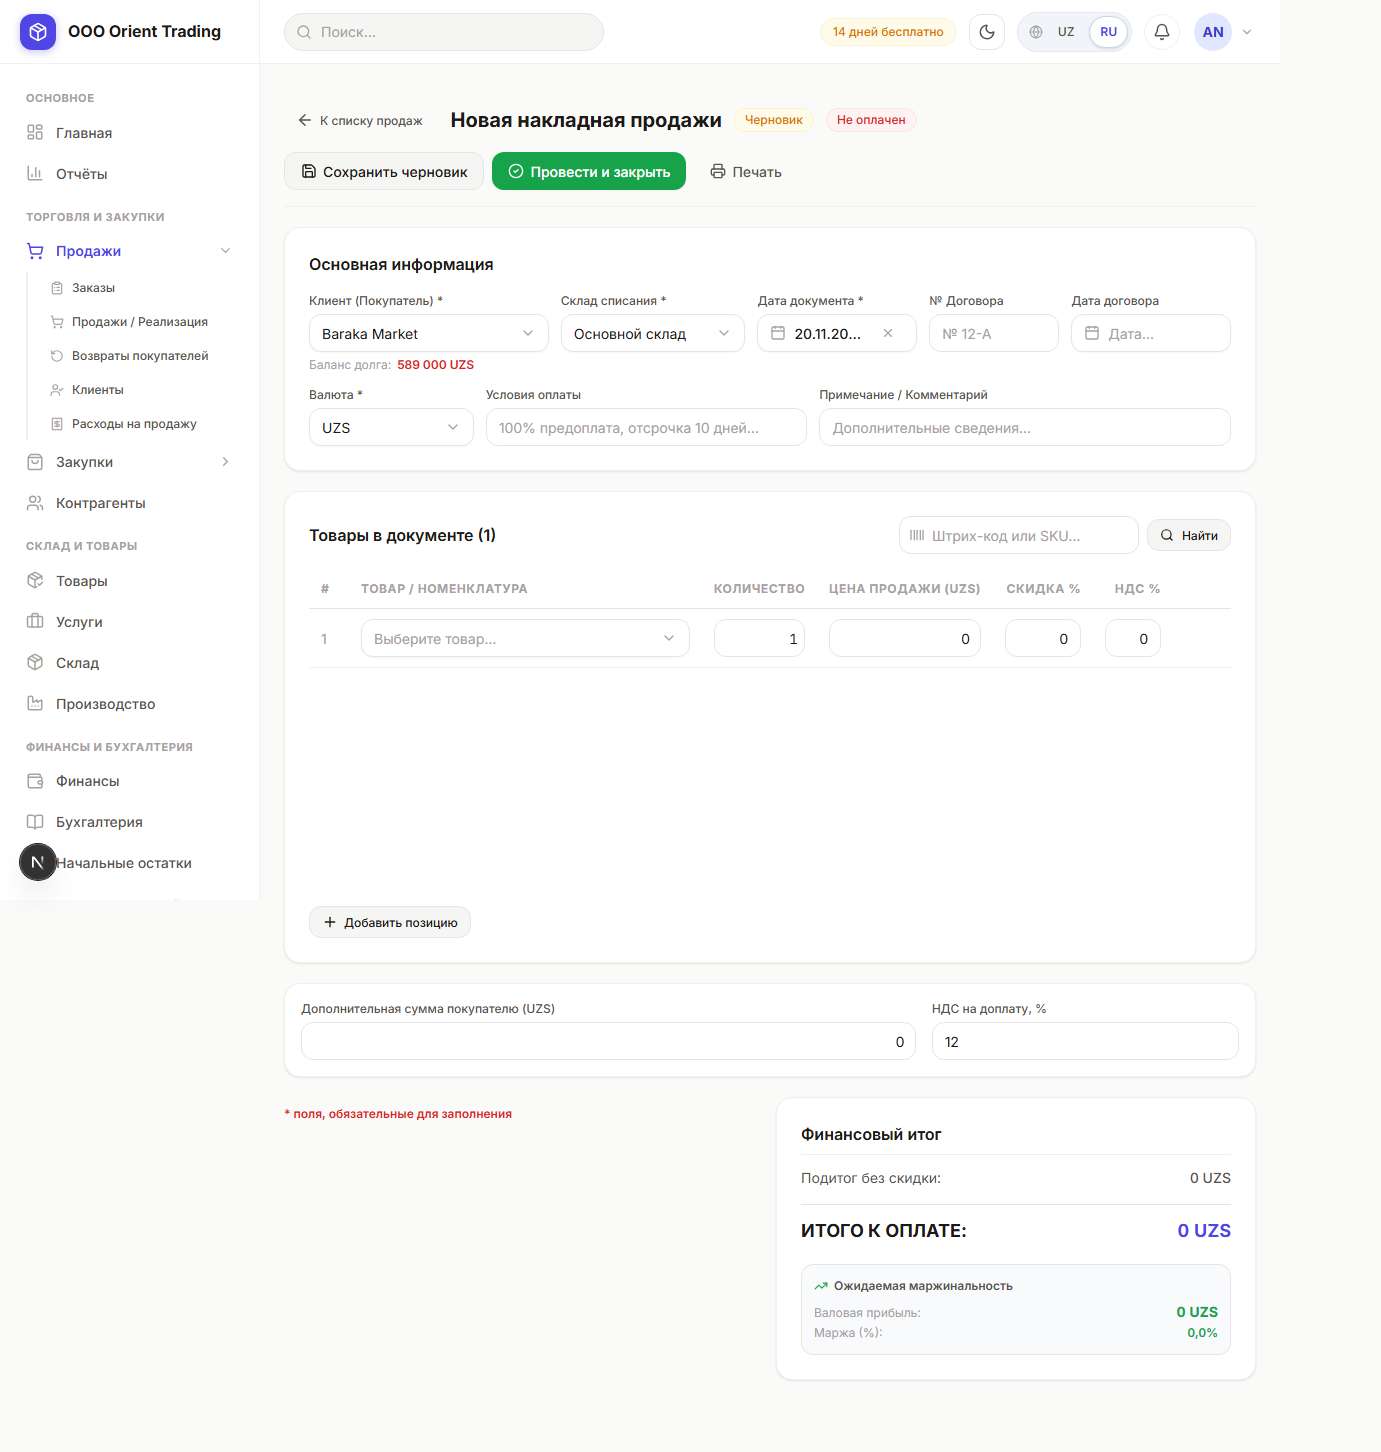 ООО Orient Trading
Поиск...
14 дней бесплатно
UZ
RU
AN
ОСНОВНОЕ
Главная
Отчёты
ТОРГОВЛЯ И ЗАКУПКИ
Продажи
Заказы
Продажи / Реализация
Возвраты покупателей
Клиенты
Расходы на продажу
Закупки
Контрагенты
СКЛАД И ТОВАРЫ
Товары
Услуги
Склад
Производство
ФИНАНСЫ И БУХГАЛТЕРИЯ
Финансы
Бухгалтерия
N
Начальные остатки
К списку продаж
Новая накладная продажи
Черновик
Не оплачен
Сохранить черновик
Провести и закрыть
Печать
Основная информация
Клиент (Покупатель) *
Склад списания *
Дата документа *
№ Договора
Дата договора
Baraka Market
Основной склад
20.11.20...
№ 12-А
Дата...
Баланс долга: 589 000 UZS
Валюта *
Условия оплаты
Примечание / Комментарий
UZS
100% предоплата, отсрочка 10 дней...
Дополнительные сведения...
Товары в документе (1)
Штрих-код или SKU...
Найти
# ТОВАР / НОМЕНКЛАТУРА КОЛИЧЕСТВО ЦЕНА ПРОДАЖИ (UZS) СКИДКА % НДС %
1 Выберите товар... 1 0 0 0
Добавить позицию
Дополнительная сумма покупателю (UZS)
НДС на доплату, %
0
12
* поля, обязательные для заполнения
Финансовый итог
Подитог без скидки: 0 UZS
ИТОГО К ОПЛАТЕ: 0 UZS
Ожидаемая маржинальность
Валовая прибыль: 0 UZS
Маржа (%): 0,0%